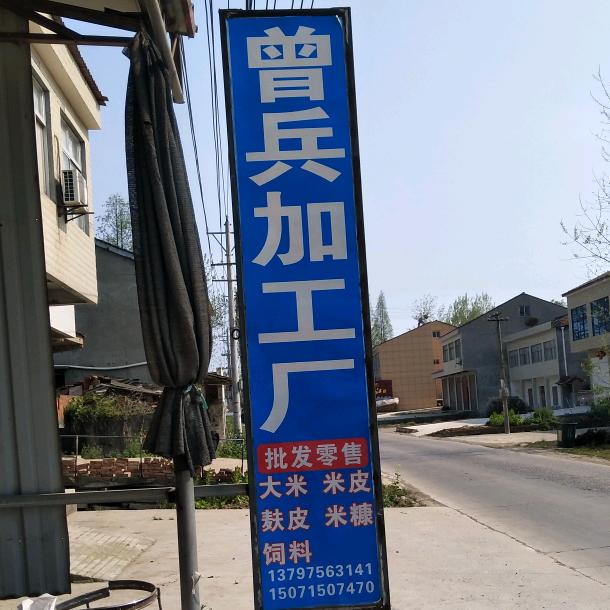 曾兵加工厂
批发零售
大米 米皮
麸皮 米糠
饲料
13797563141
15071507470